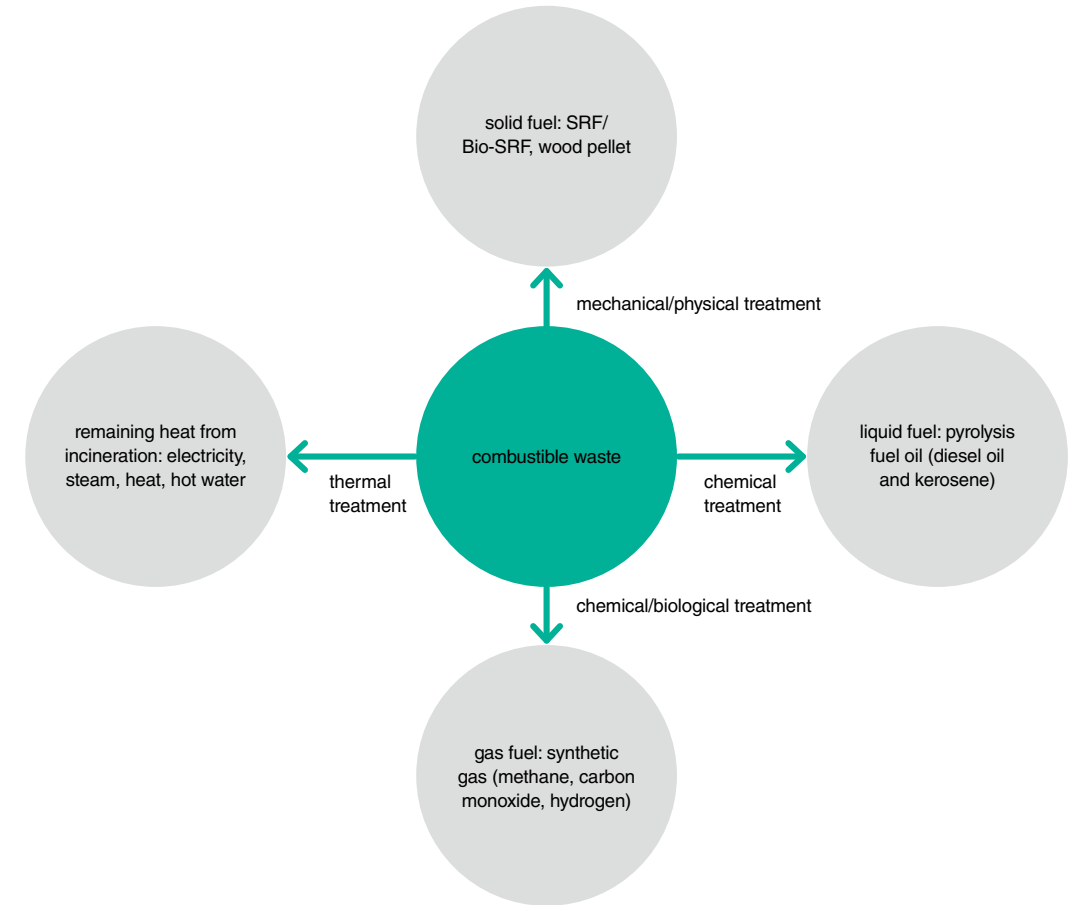 solid fuel: SRF/
Bio-SRF, wood pellet
mechanical/physical treatment
remaining heat from
incineration: electricity,
steam, heat, hot water
thermal
treatment
combustible waste
chemical
treatment
liquid fuel: pyrolysis
fuel oil (diesel oil
and kerosene)
chemical/biological treatment
gas fuel: synthetic
gas (methane, carbon
monoxide, hydrogen)